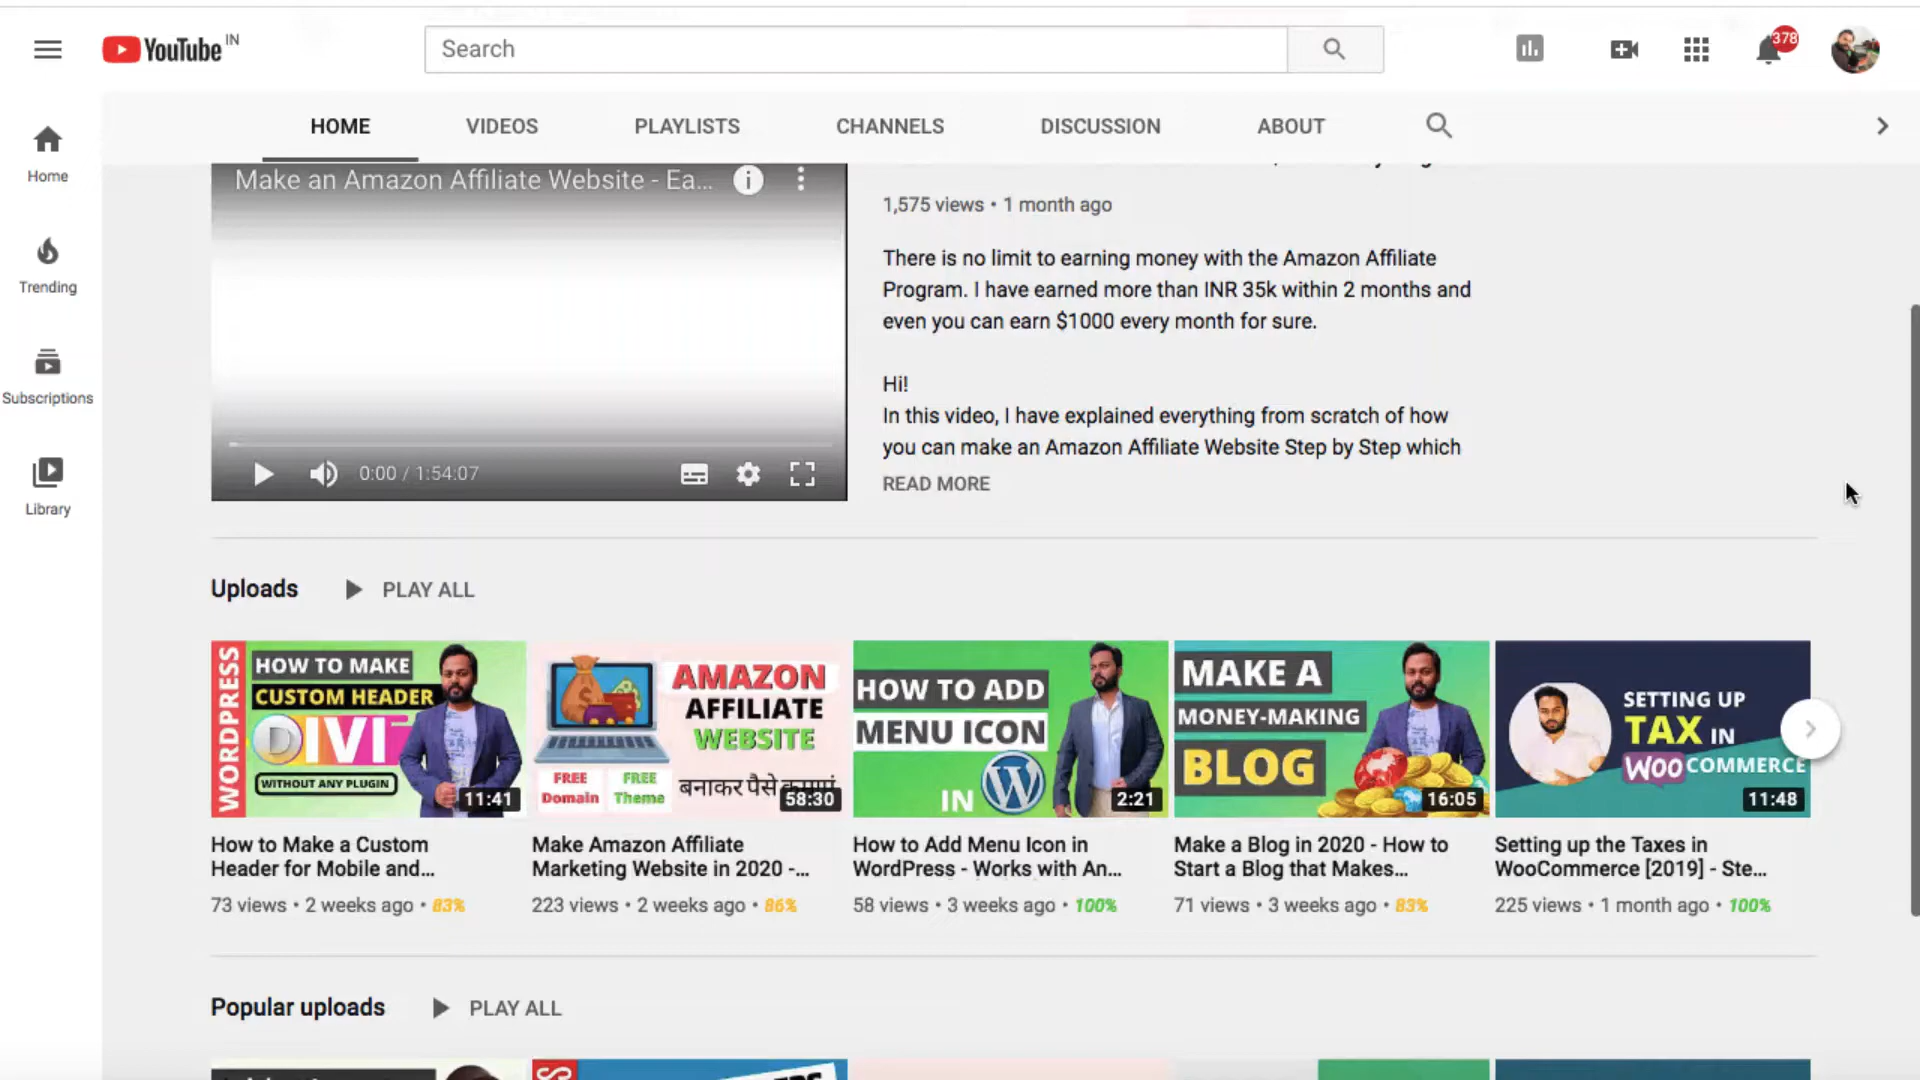 YouTube IN
Search
378
HOME VIDEOS PLAYLISTS CHANNELS DISCUSSION ABOUT
Home
Trending
Subscriptions
Library
Make an Amazon Affiliate Website - Ea...
0:00 / 1:54:07
1,575 views • 1 month ago
There is no limit to earning money with the Amazon Affiliate
Program. I have earned more than INR 35k within 2 months and
even you can earn $1000 every month for sure.
Hi!
In this video, I have explained everything from scratch of how
you can make an Amazon Affiliate Website Step by Step which
READ MORE
Uploads PLAY ALL
WORDPRESS
HOW TO MAKE
CUSTOM HEADER
DIVI
WITHOUT ANY PLUGIN
11:41
How to Make a Custom
Header for Mobile and...
73 views • 2 weeks ago • 83%
AMAZON
AFFILIATE
WEBSITE
FREE
Domain
FREE
Theme
बनाकर पैसे
58:30
Make Amazon Affiliate
Marketing Website in 2020 -...
223 views • 2 weeks ago • 86%
HOW TO ADD
MENU ICON
IN
2:21
How to Add Menu Icon in
WordPress - Works with An...
58 views • 3 weeks ago • 100%
MAKE A
MONEY-MAKING
BLOG
16:05
Make a Blog in 2020 - How to
Start a Blog that Makes...
71 views • 3 weeks ago • 83%
SETTING UP
TAX IN
WOOCOMMERCE
11:48
Setting up the Taxes in
WooCommerce [2019] - Ste...
225 views • 1 month ago • 100%
Popular uploads PLAY ALL